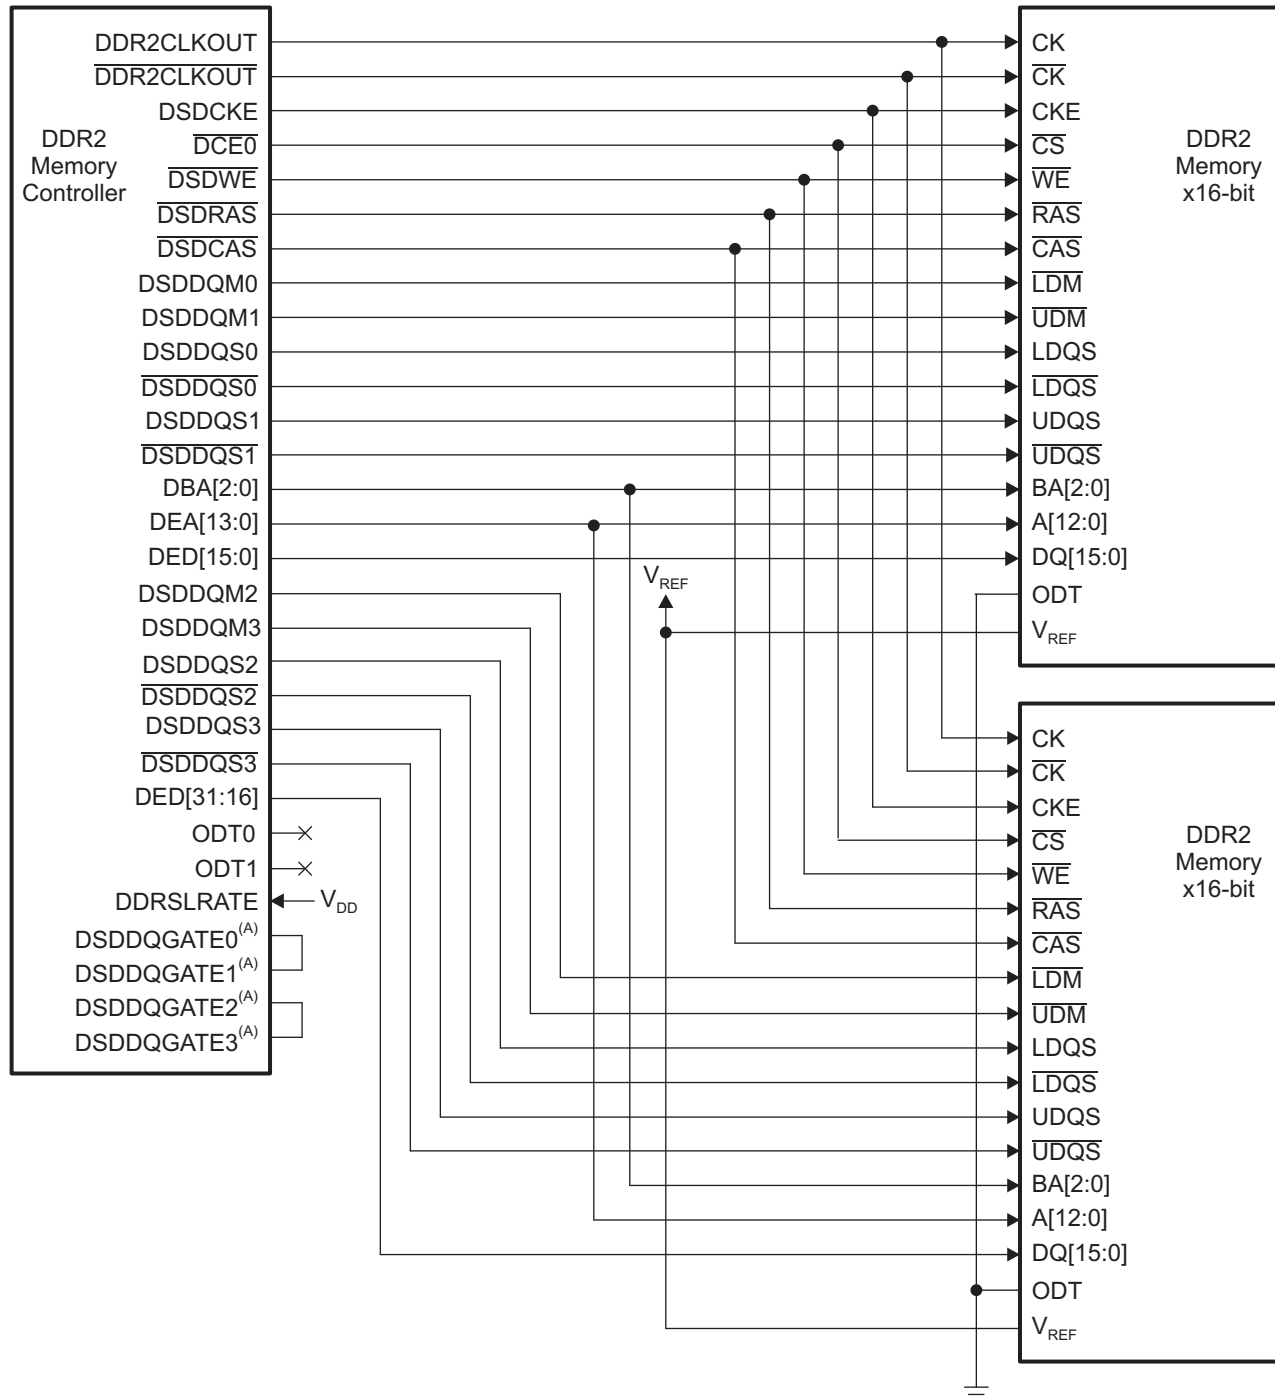 DDR2
Memory
Controller
DDR2CLKOUT
DDR2CLKOUT
DSDCKE
DCE0
DSDWE
DSDRAS
DSDCAS
DSDDQM0
DSDDQM1
DSDDQS0
DSDDQS0
DSDDQS1
DSDDQS1
DBA[2:0]
DEA[13:0]
DED[15:0]
DSDDQM2
DSDDQM3
DSDDQS2
DSDDQS2
DSDDQS3
DSDDQS3
DED[31:16]
ODT0
ODT1
DDRSLRATE
DSDDQGATE0(A)
DSDDQGATE1(A)
DSDDQGATE2(A)
DSDDQGATE3(A)
VDD
VREF
CK
CK
CKE
CS
WE
RAS
CAS
LDM
UDM
LDQS
LDQS
UDQS
UDQS
BA[2:0]
A[12:0]
DQ[15:0]
ODT
VREF
DDR2
Memory
x16-bit
CK
CK
CKE
CS
WE
RAS
CAS
LDM
UDM
LDQS
LDQS
UDQS
UDQS
BA[2:0]
A[12:0]
DQ[15:0]
ODT
VREF
DDR2
Memory
x16-bit